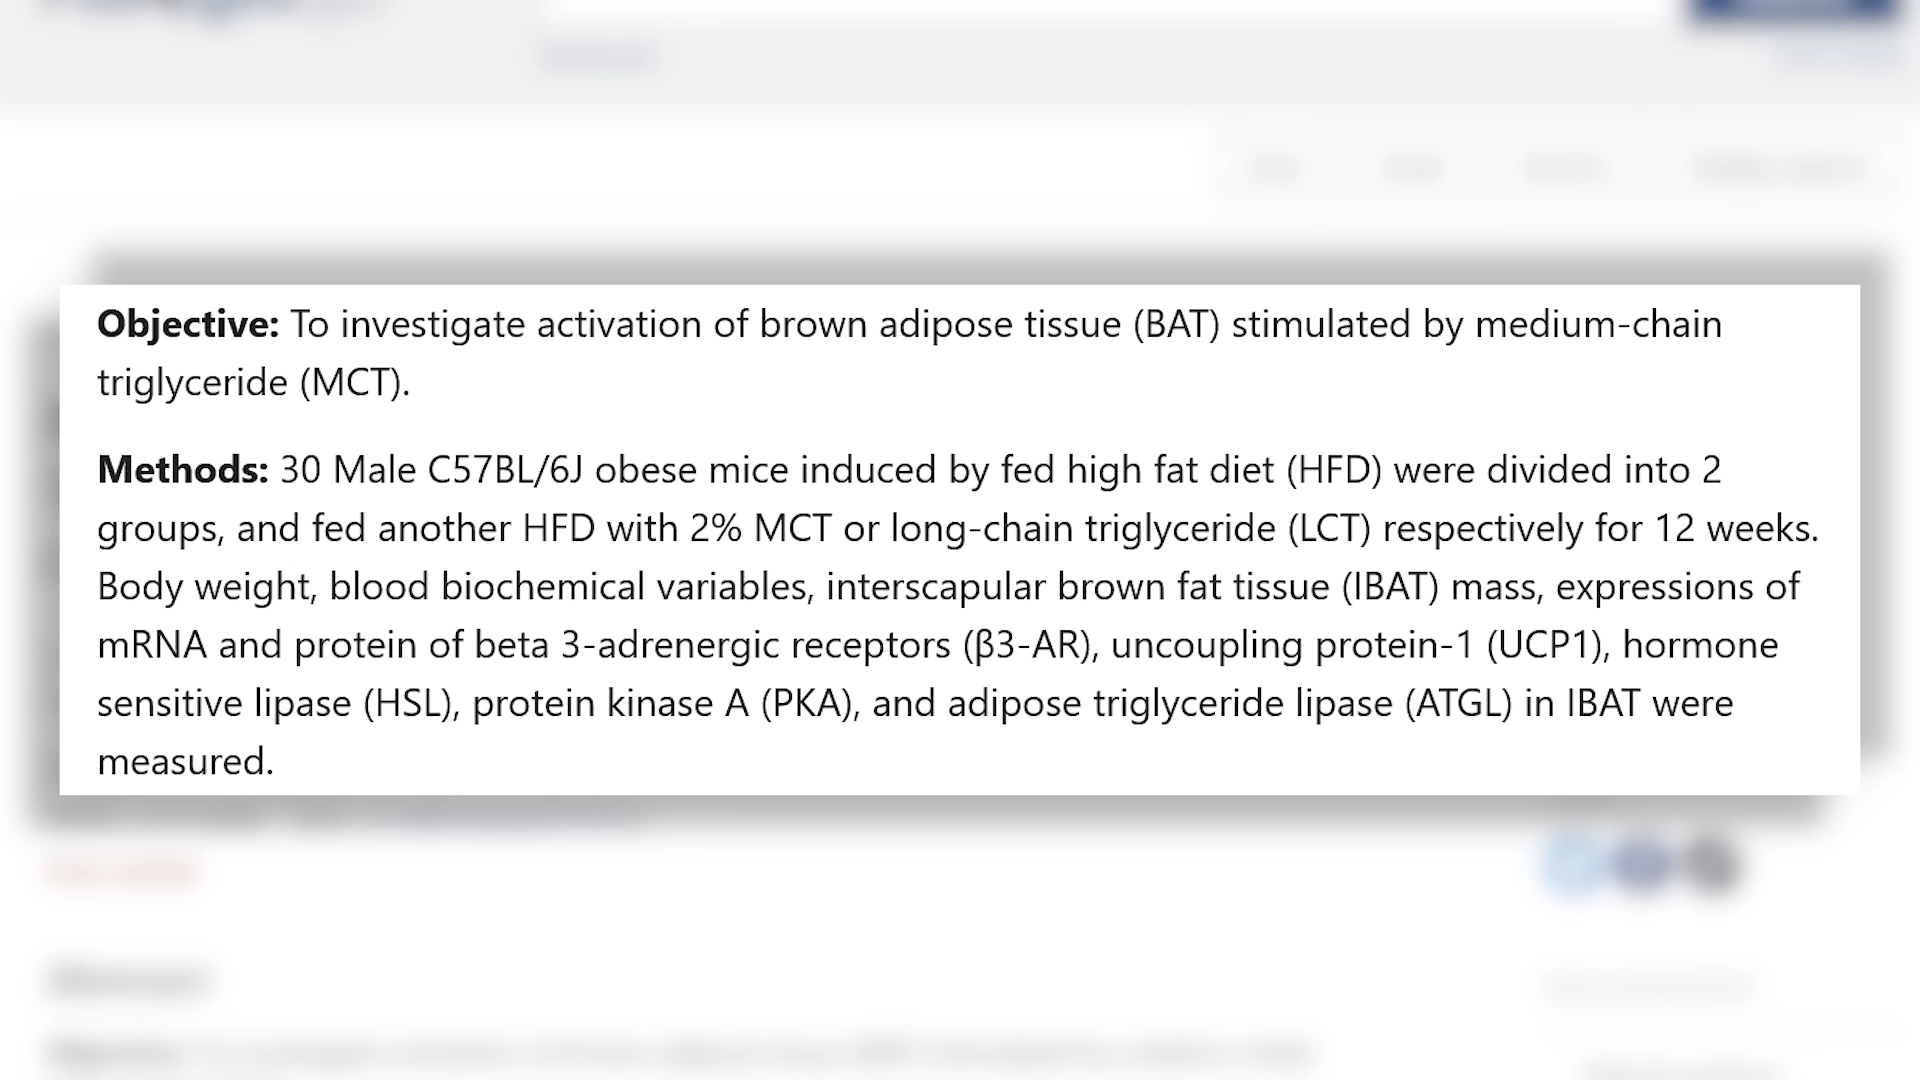 Objective: To investigate activation of brown adipose tissue (BAT) stimulated by medium-chain
triglyceride (MCT).
Methods: 30 Male C57BL/6J obese mice induced by fed high fat diet (HFD) were divided into 2
groups, and fed another HFD with 2% MCT or long-chain triglyceride (LCT) respectively for 12 weeks.
Body weight, blood biochemical variables, interscapular brown fat tissue (IBAT) mass, expressions of
mRNA and protein of beta 3-adrenergic receptors (β3-AR), uncoupling protein-1 (UCP1), hormone
sensitive lipase (HSL), protein kinase A (PKA), and adipose triglyceride lipase (ATGL) in IBAT were
measured.